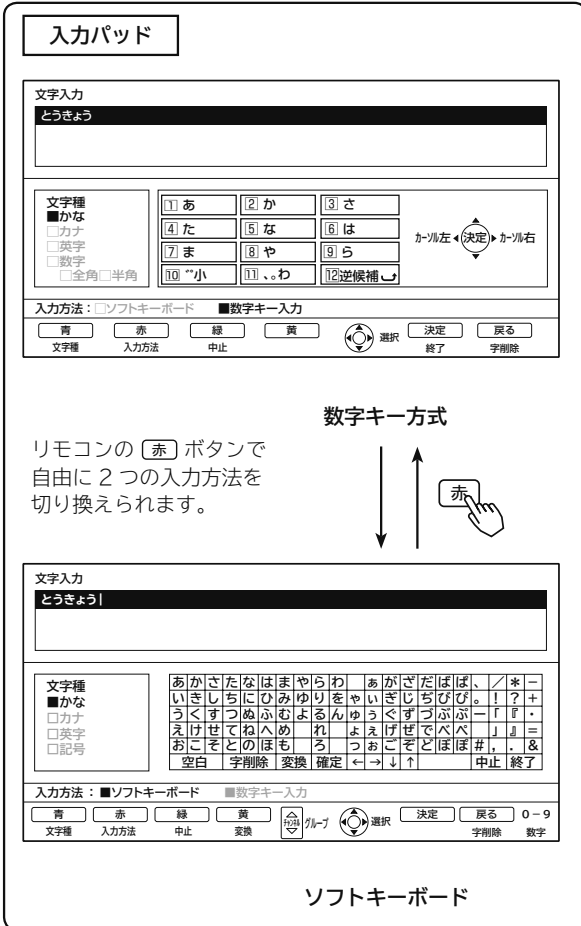 入力パッド
文字入力
とうきょう
文字種
■かな
□カナ
□英字
□数字
□全角□半角
1 あ 2 か 3 さ
4 た 5 な 6 は
7 ま 8 や 9 ら
10 ゛゜小 11 、。わ 12逆候補
カーソル左 決定 カーソル右
入力方法：□ソフトキーボード ■数字キー入力
青 赤 緑 黄 選択 決定 戻る
文字種 入力方法 中止 終了 字削除
数字キー方式
リモコンの 赤 ボタンで
自由に 2 つの入力方法を
切り換えられます。
赤
文字入力
とうきょう|
文字種
■かな
□カナ
□英字
□記号
あかさたなはまやらわ ぁがざだばぱ、／＊−
いきしちにひみゆりをゃぃぎじぢびぴ。！？＋
うくすつぬふむよるんゅぅぐずづぶぷー「『・
えけせてねへめ れ ょぇげぜでべぺ 」』＝
おこそとのほも ろ っぉごぞどぼぽ＃，．＆
空白 字削除 変換 確定 ←→↓↑ 中止 終了
入力方法：■ソフトキーボード ■数字キー入力
青 赤 緑 黄 チャンネル グループ 選択 決定 戻る 0−9
文字種 入力方法 中止 変換 字削除 数字
ソフトキーボード